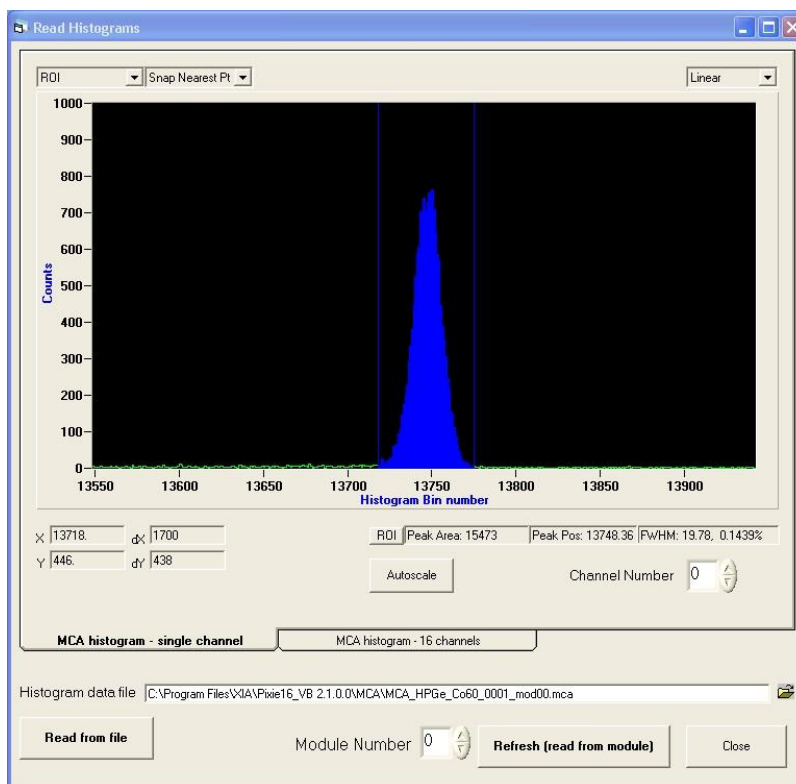 Read Histograms
ROI Snap Nearest Pt Linear
1000
900
800
700
600
500
400
300
200
100
0
Counts
13550 13600 13650 13700 13750 13800 13850 13900
Histogram Bin number
X 13718. dX 1700 ROI Peak Area: 15473 Peak Pos: 13748.36 FWHM: 19.78, 0.1439%
Y 446. dY 438
Autoscale Channel Number 0
MCA histogram - single channel MCA histogram - 16 channels
Histogram data file C:\Program Files\XIA\Pixie16_VB 2.1.0.0\MCA\MCA_HPGe_Co60_0001_mod00.mca
Read from file Module Number 0 Refresh (read from module) Close